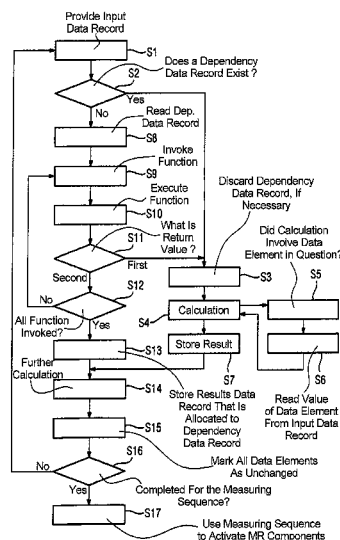 Provide Input
Data Record
S1
S2
Does a Dependency
Data Record Exist ?
Yes
No
Read Dep.
Data Record
S8
Invoke
Function
S9
Execute
Function
S10
What Is
Return
Value ?
S11
First
Second
Discard Dependency
Data Record, If
Necessary
S3
Did Calculation
Involve Data
Element in Question?
S5
No
S12
All Function
Invoked?
Yes
S4
Calculation
Store Result
S7
S6
Read Value
of Data Element
From Input Data
Record
S13
Further
Calculation
S14
Store Results Data
Record That Is
Allocated to
Dependency
Data Record
S15
Mark All Data Elements
As Unchanged
No
S16
Yes
Completed For the Measuring
Sequence?
S17
Use Measuring Sequence
to Activate MR Components